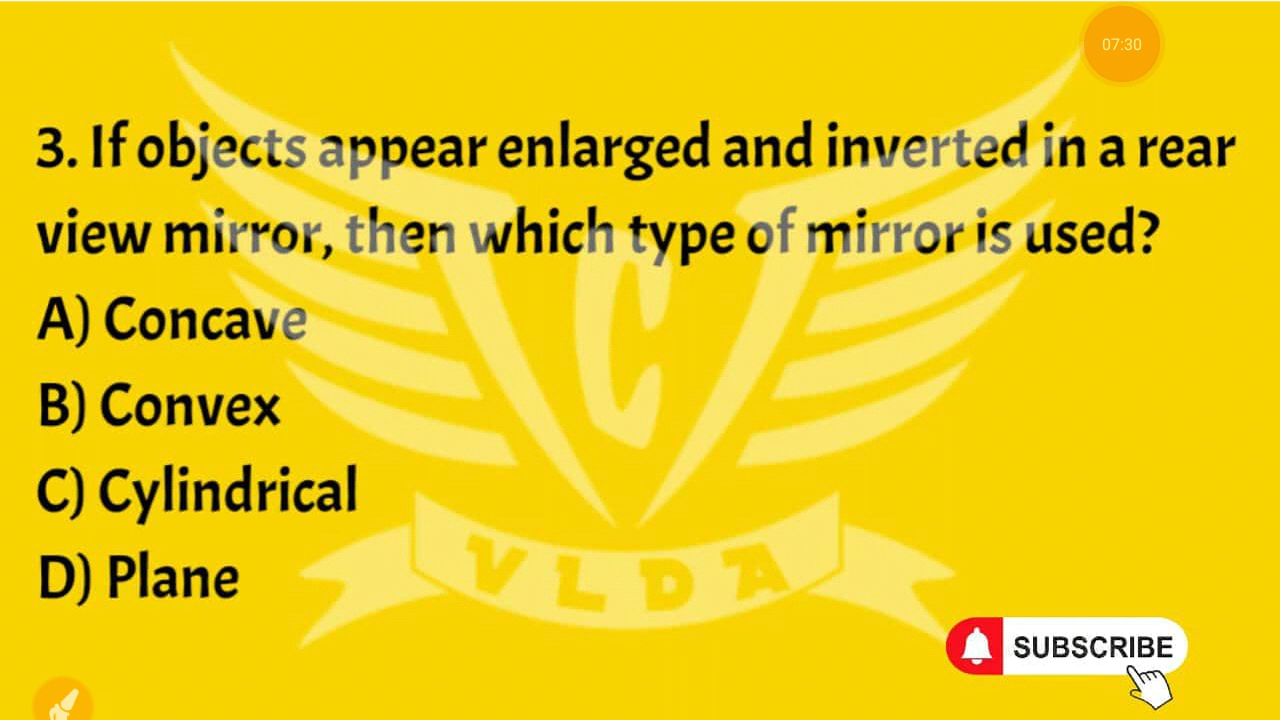 07:30
3. If objects appear enlarged and inverted in a rear
view mirror, then which type of mirror is used?
A) Concave
B) Convex
C) Cylindrical
D) Plane
C
VLDA
SUBSCRIBE